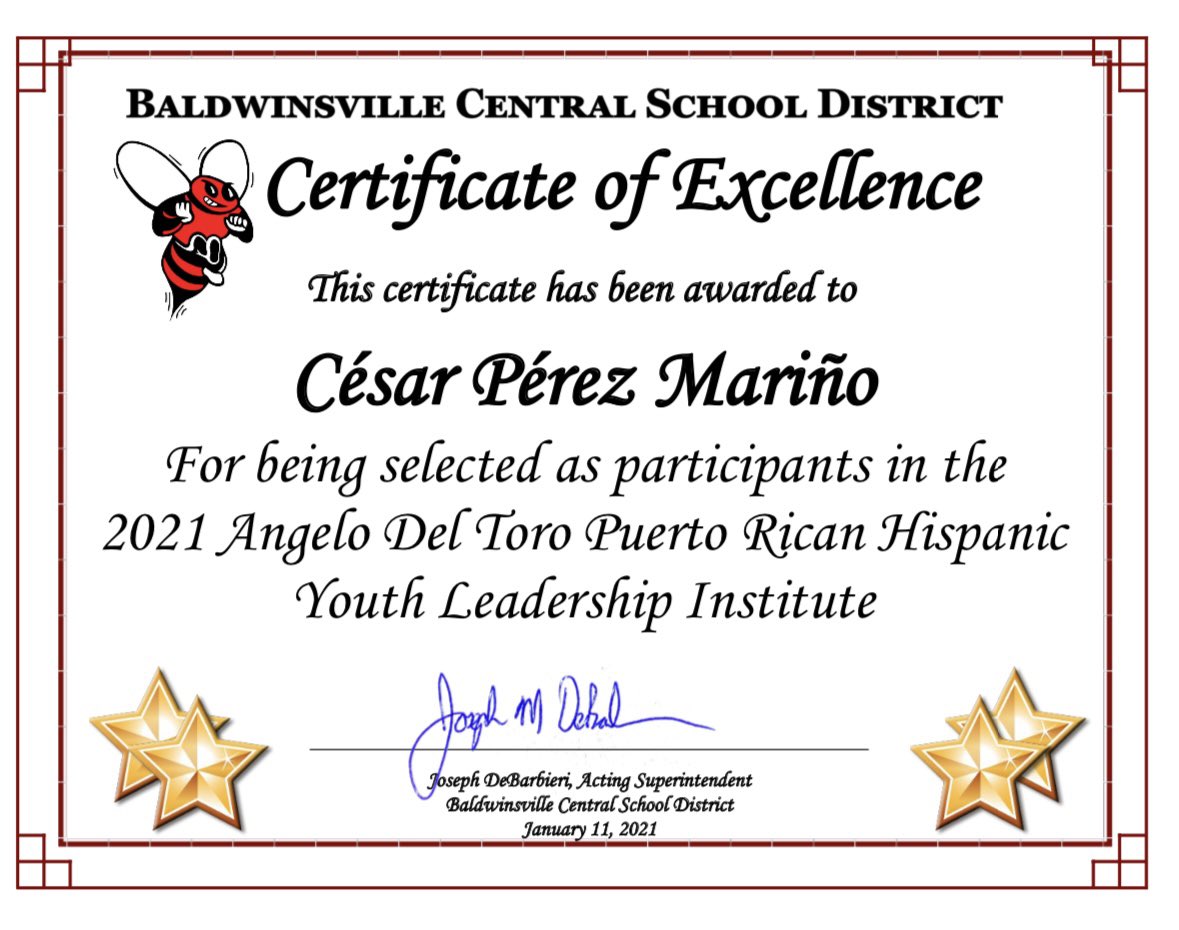 BALDWINSVILLE CENTRAL SCHOOL DISTRICT
Certificate of Excellence
This certificate has been awarded to
César Pérez Mariño
For being selected as participants in the
2021 Angelo Del Toro Puerto Rican Hispanic
Youth Leadership Institute
Joseph M
Joseph DeBarbieri, Acting Superintendent
Baldwinsville Central School District
January 11, 2021